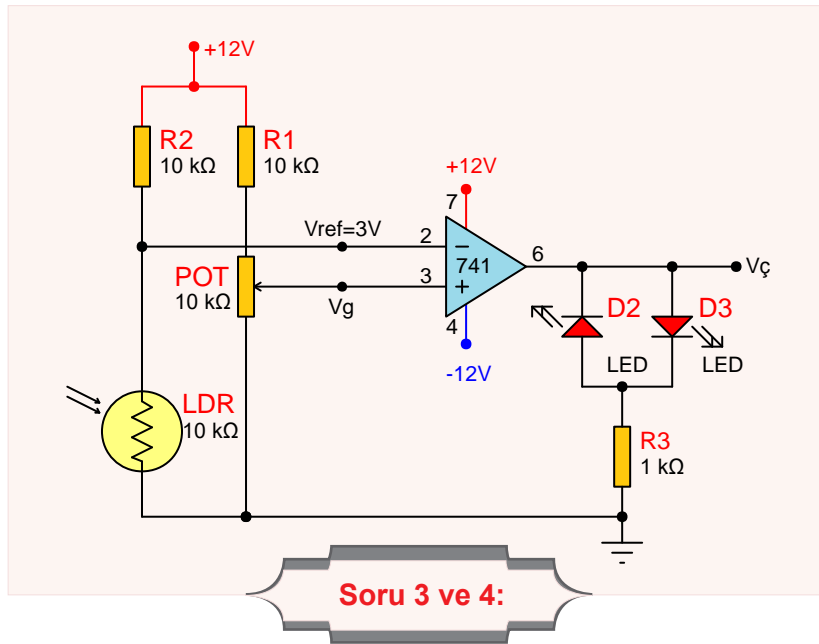 +12V
R2
10 kΩ
R1
10 kΩ
+12V
7
Vref=3V
2
−
6
Vç
741
POT
10 kΩ
3
+
Vg
4
D2
D3
-12V
LED
LED
LDR
10 kΩ
R3
1 kΩ
Soru 3 ve 4: